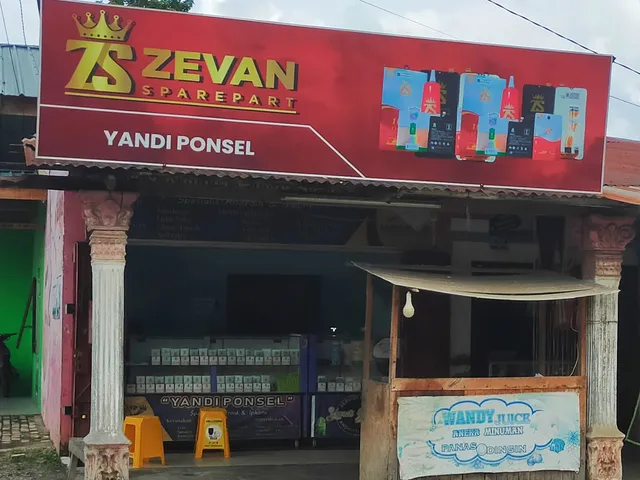 ZS ZEVAN
SPAREPART
YANDI PONSEL
"YANDI PONSEL"
WANDY JUICE
ANEKA MINUMAN
PANAS DINGIN